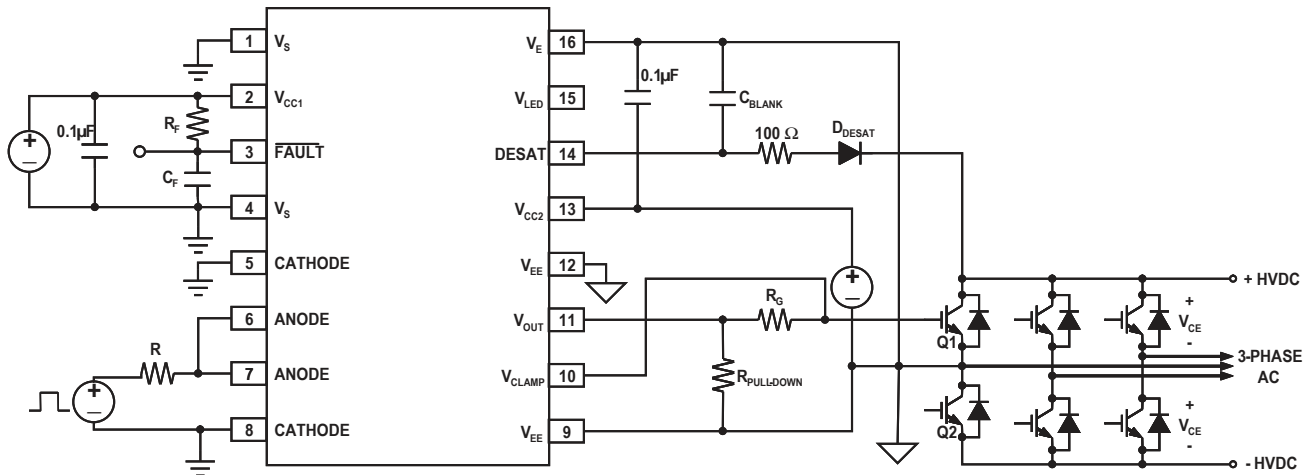 1 V_S
2 V_CC1
3 FAULT
4 V_S
5 CATHODE
6 ANODE
7 ANODE
8 CATHODE
V_E 16
V_LED 15
DESAT 14
V_CC2 13
V_EE 12
V_OUT 11
V_CLAMP 10
V_EE 9
+
—
0.1µF
R_F
C_F
R
+
—
0.1µF
C_BLANK
100 Ω
D_DESAT
+
—
R_G
R_PULL-DOWN
Q1
Q2
+ HVDC
+
V_CE
-
3-PHASE
AC
+
V_CE
-
- HVDC